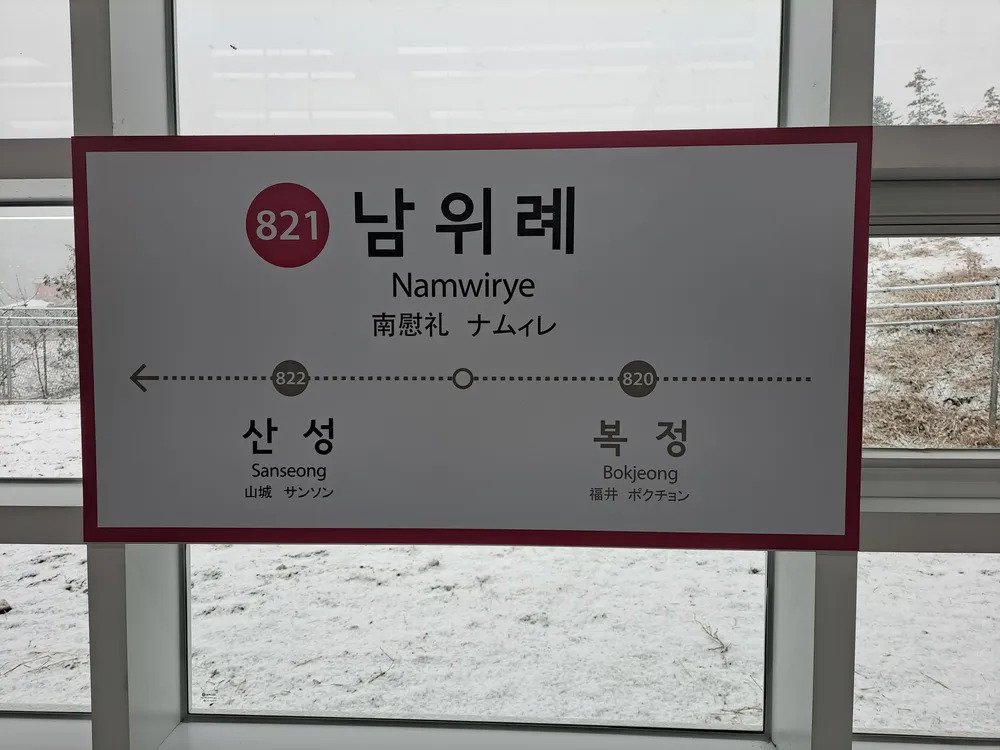 821 남위례
Namwirye
南慰礼 ナムィレ
822 820
산성 복정
Sanseong Bokjeong
山城 サンソン 福井 ポクチョン